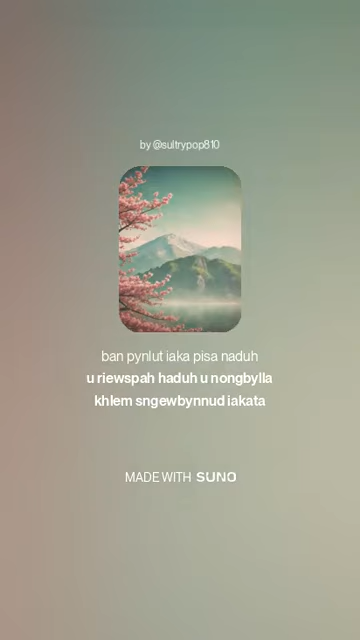 by @sultrypop810
ban pynlut iaka pisa naduh
u riewspah haduh u nongbylla
khlem sngewbynnud iakata
MADE WITH SUNO